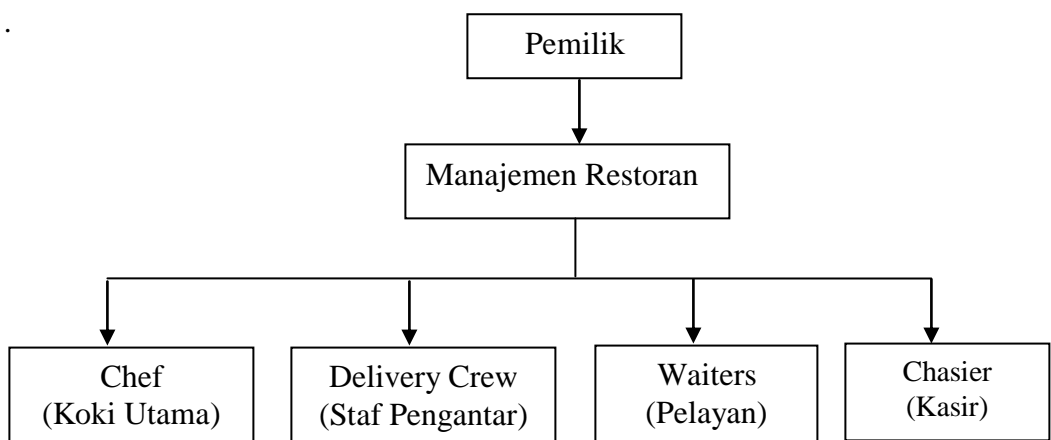 .
Pemilik
Manajemen Restoran
Chef
(Koki Utama)
Delivery Crew
(Staf Pengantar)
Waiters
(Pelayan)
Chasier
(Kasir)